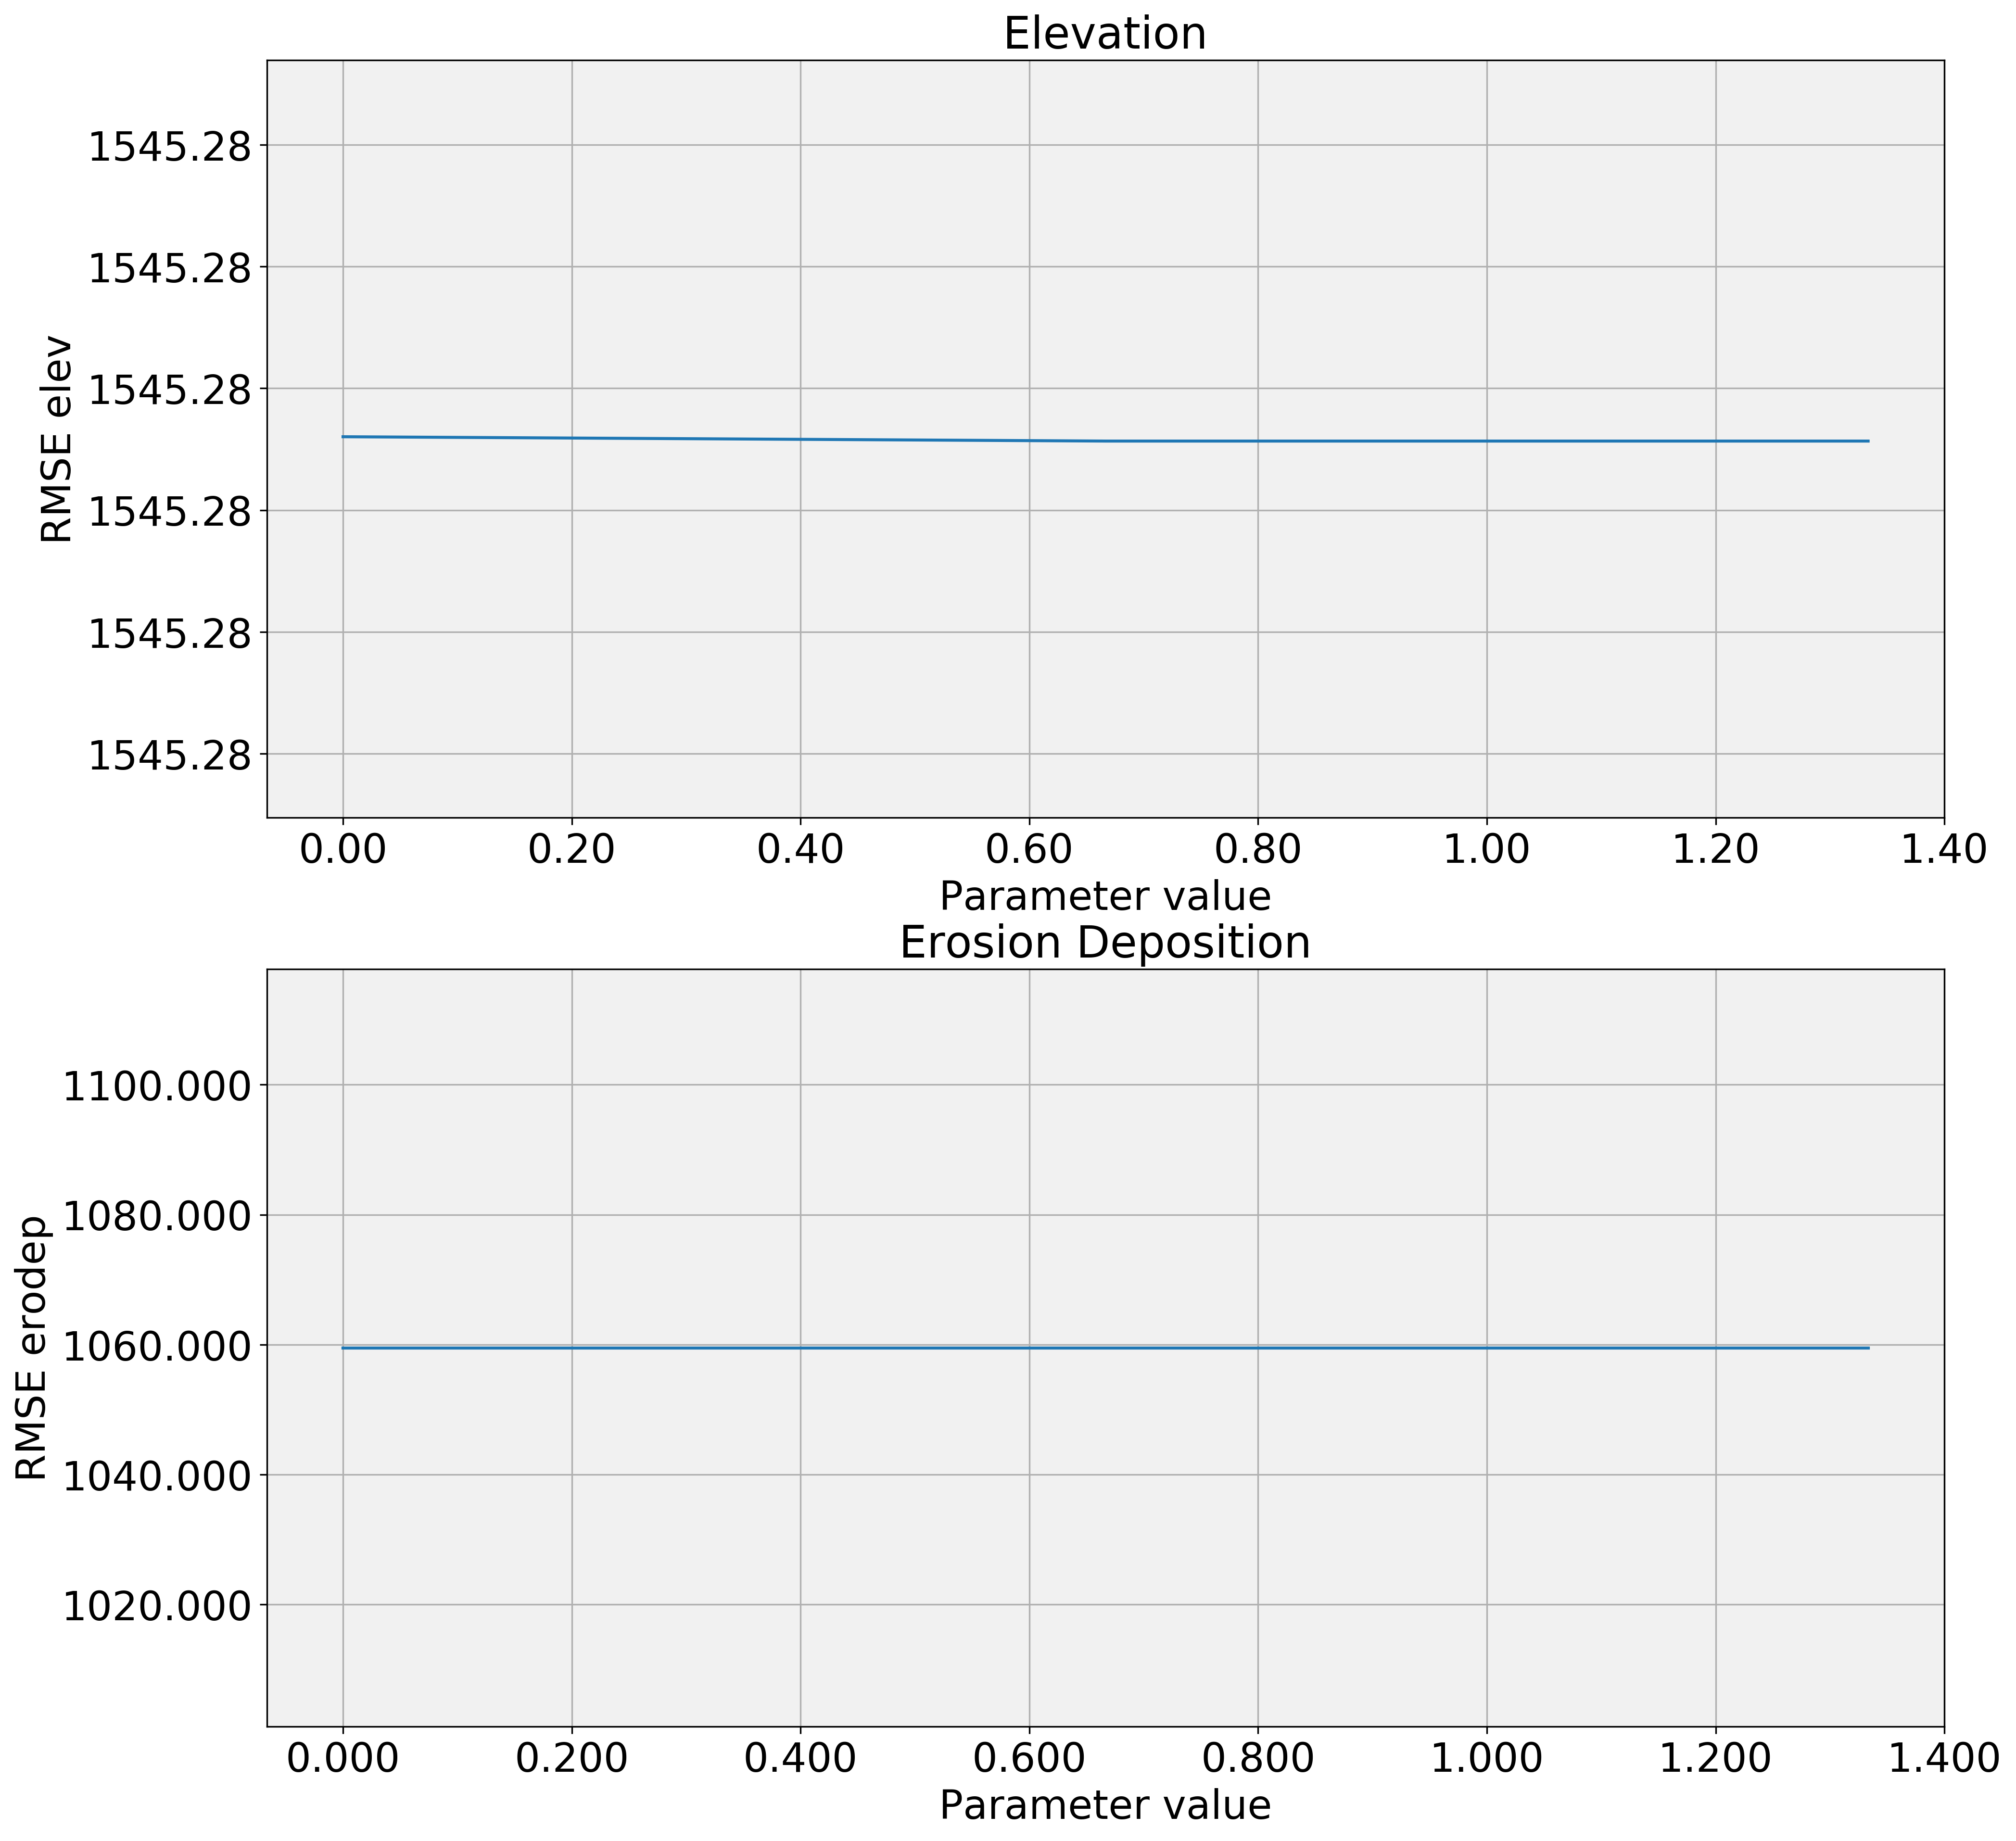 Elevation
RMSE elev
1545.28
1545.28
1545.28
1545.28
1545.28
1545.28
0.00 0.20 0.40 0.60 0.80 1.00 1.20 1.40
Parameter value
Erosion Deposition
RMSE erodep
1100.000
1080.000
1060.000
1040.000
1020.000
0.000 0.200 0.400 0.600 0.800 1.000 1.200 1.400
Parameter value